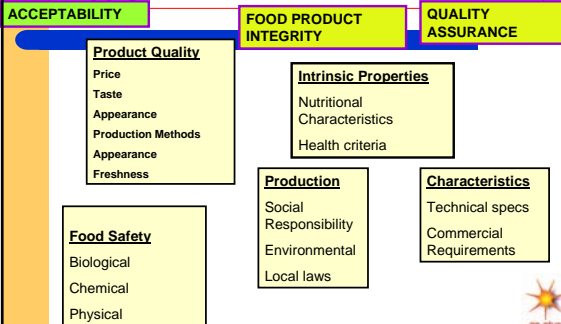 ACCEPTABILITY
FOOD PRODUCT
INTEGRITY
QUALITY
ASSURANCE
Product Quality
Price
Taste
Appearance
Production Methods
Appearance
Freshness
Intrinsic Properties
Nutritional
Characteristics
Health criteria
Production
Social
Responsibility
Environmental
Local laws
Characteristics
Technical specs
Commercial
Requirements
Food Safety
Biological
Chemical
Physical